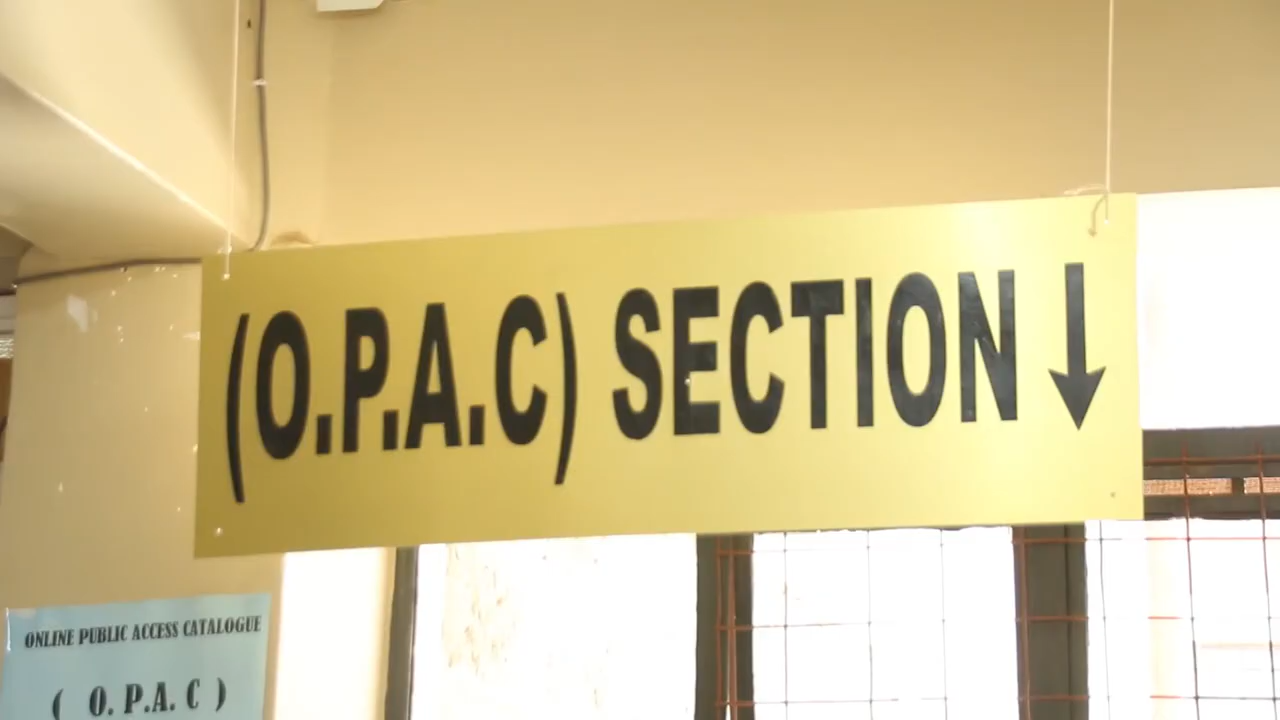 (O.P.A.C) SECTION ↓
ONLINE PUBLIC ACCESS CATALOGUE
( O. P.A. C )